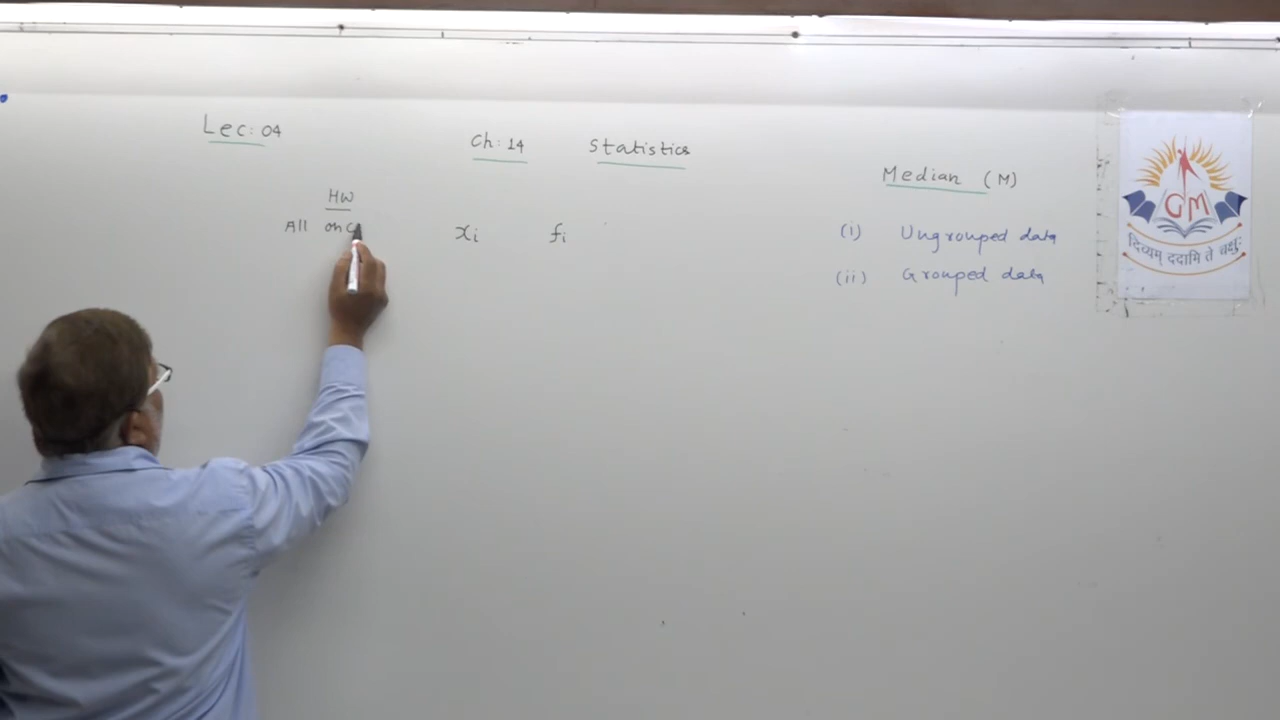 Lec: 04
Ch: 14 Statistics
HW
All on
xi fi
Median (M)
(i) Ungrouped data
(ii) Grouped data
GM
दिव्यम् ददामि ते चक्षुः